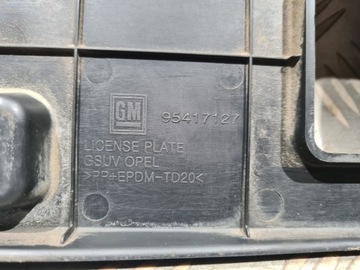 GM 95417127
LICENSE PLATE
GSUV OPEL
>PP+EPDM-TD20<